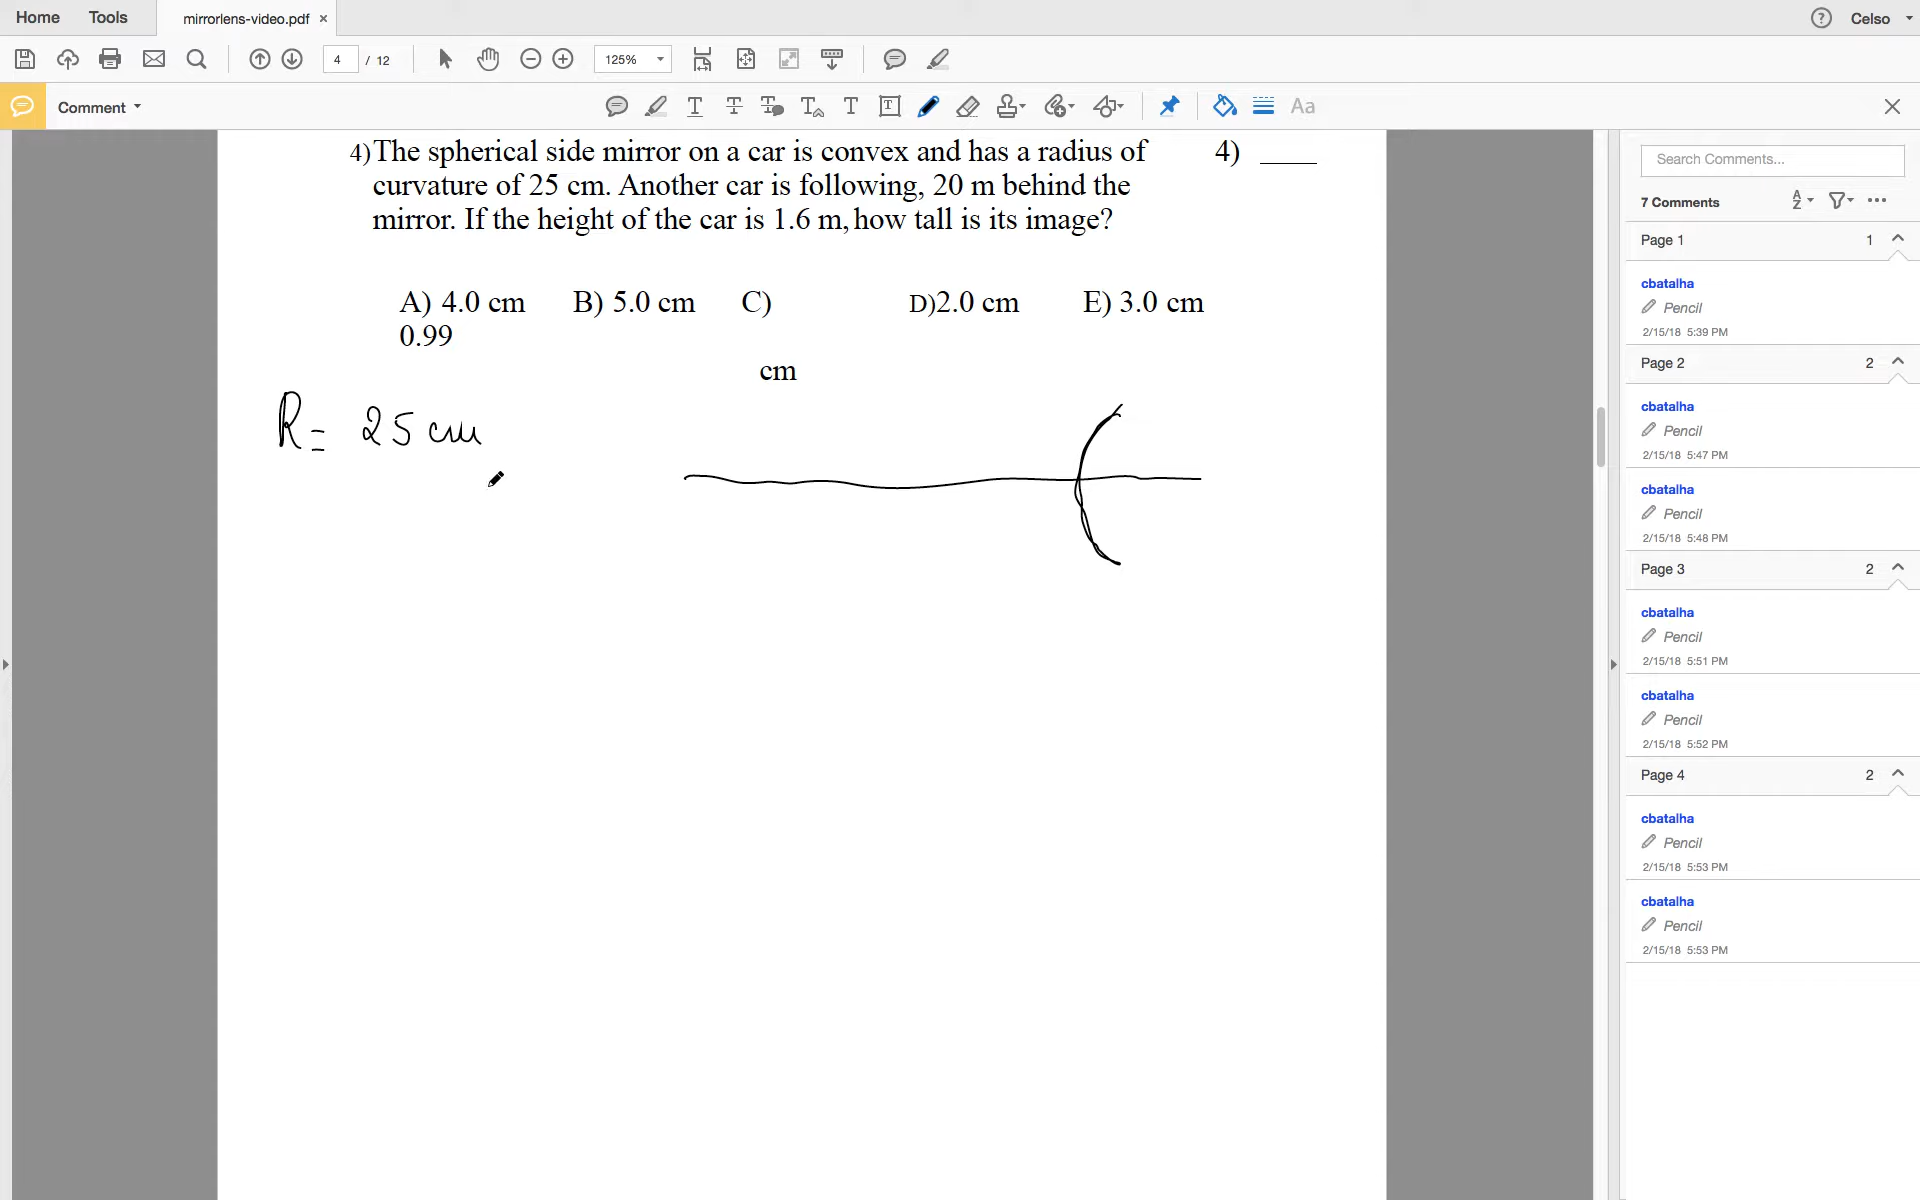 Home Tools mirrorlens-video.pdf × ? Celso
4 / 12 125%
Comment Aa
4)The spherical side mirror on a car is convex and has a radius of 4) ____
curvature of 25 cm. Another car is following, 20 m behind the
mirror. If the height of the car is 1.6 m, how tall is its image?
A) 4.0 cm B) 5.0 cm C) D)2.0 cm E) 3.0 cm
0.99
cm
R= 25 cm
Search Comments...
7 Comments
Page 1 1
cbatalha
Pencil
2/15/18 5:39 PM
Page 2 2
cbatalha
Pencil
2/15/18 5:47 PM
cbatalha
Pencil
2/15/18 5:48 PM
Page 3 2
cbatalha
Pencil
2/15/18 5:51 PM
cbatalha
Pencil
2/15/18 5:52 PM
Page 4 2
cbatalha
Pencil
2/15/18 5:53 PM
cbatalha
Pencil
2/15/18 5:53 PM